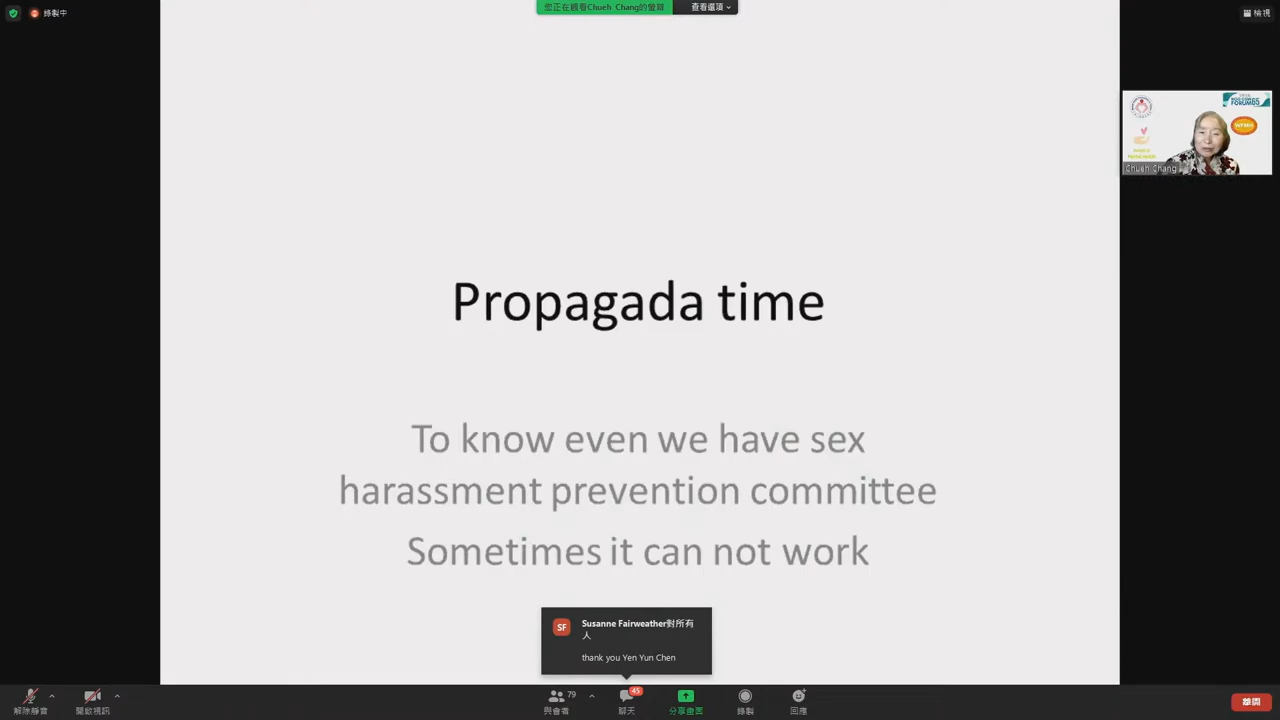 錄製中
您正在觀看Chueh Chang的螢幕
查看選項
檢視
FORUM65
WFMH
Chueh Chang
Propagada time
To know even we have sex
harassment prevention committee
Sometimes it can not work
SF
Susanne Fairweather對所有
人
thank you Yen Yun Chen
解除靜音
開啟視訊
79
與會者
45
聊天
分享畫面
錄製
回應
離開